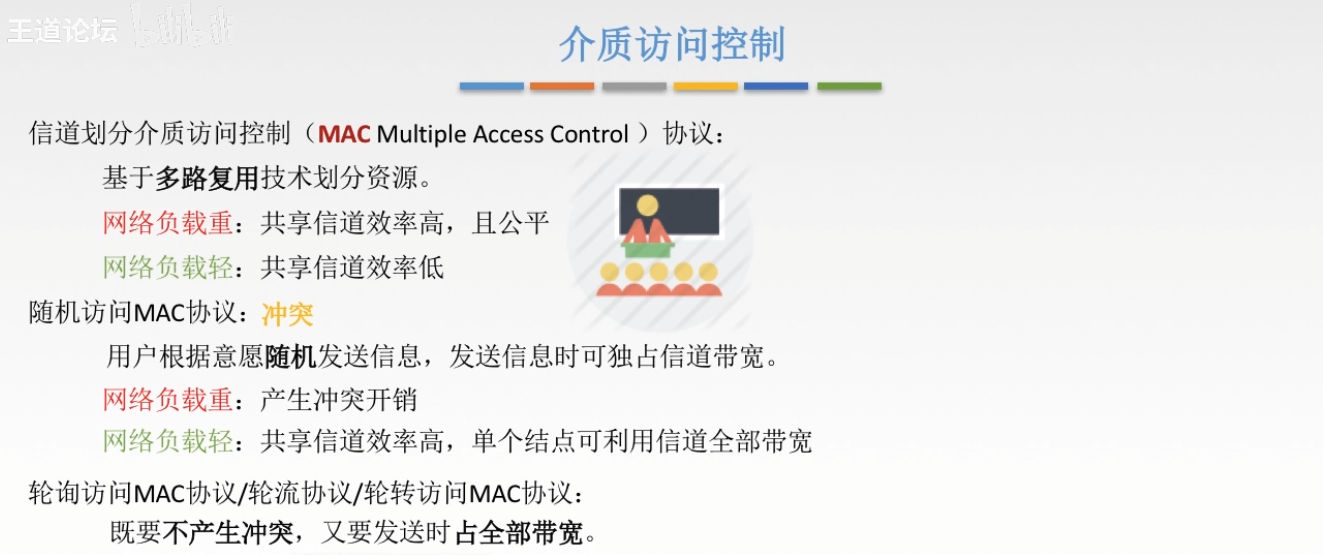 王道论坛 bilibili
介质访问控制
信道划分介质访问控制（MAC Multiple Access Control ）协议：
基于多路复用技术划分资源。
网络负载重：共享信道效率高，且公平
网络负载轻：共享信道效率低
随机访问MAC协议：冲突
用户根据意愿随机发送信息，发送信息时可独占信道带宽。
网络负载重：产生冲突开销
网络负载轻：共享信道效率高，单个结点可利用信道全部带宽
轮询访问MAC协议/轮流协议/轮转访问MAC协议：
既要不产生冲突，又要发送时占全部带宽。